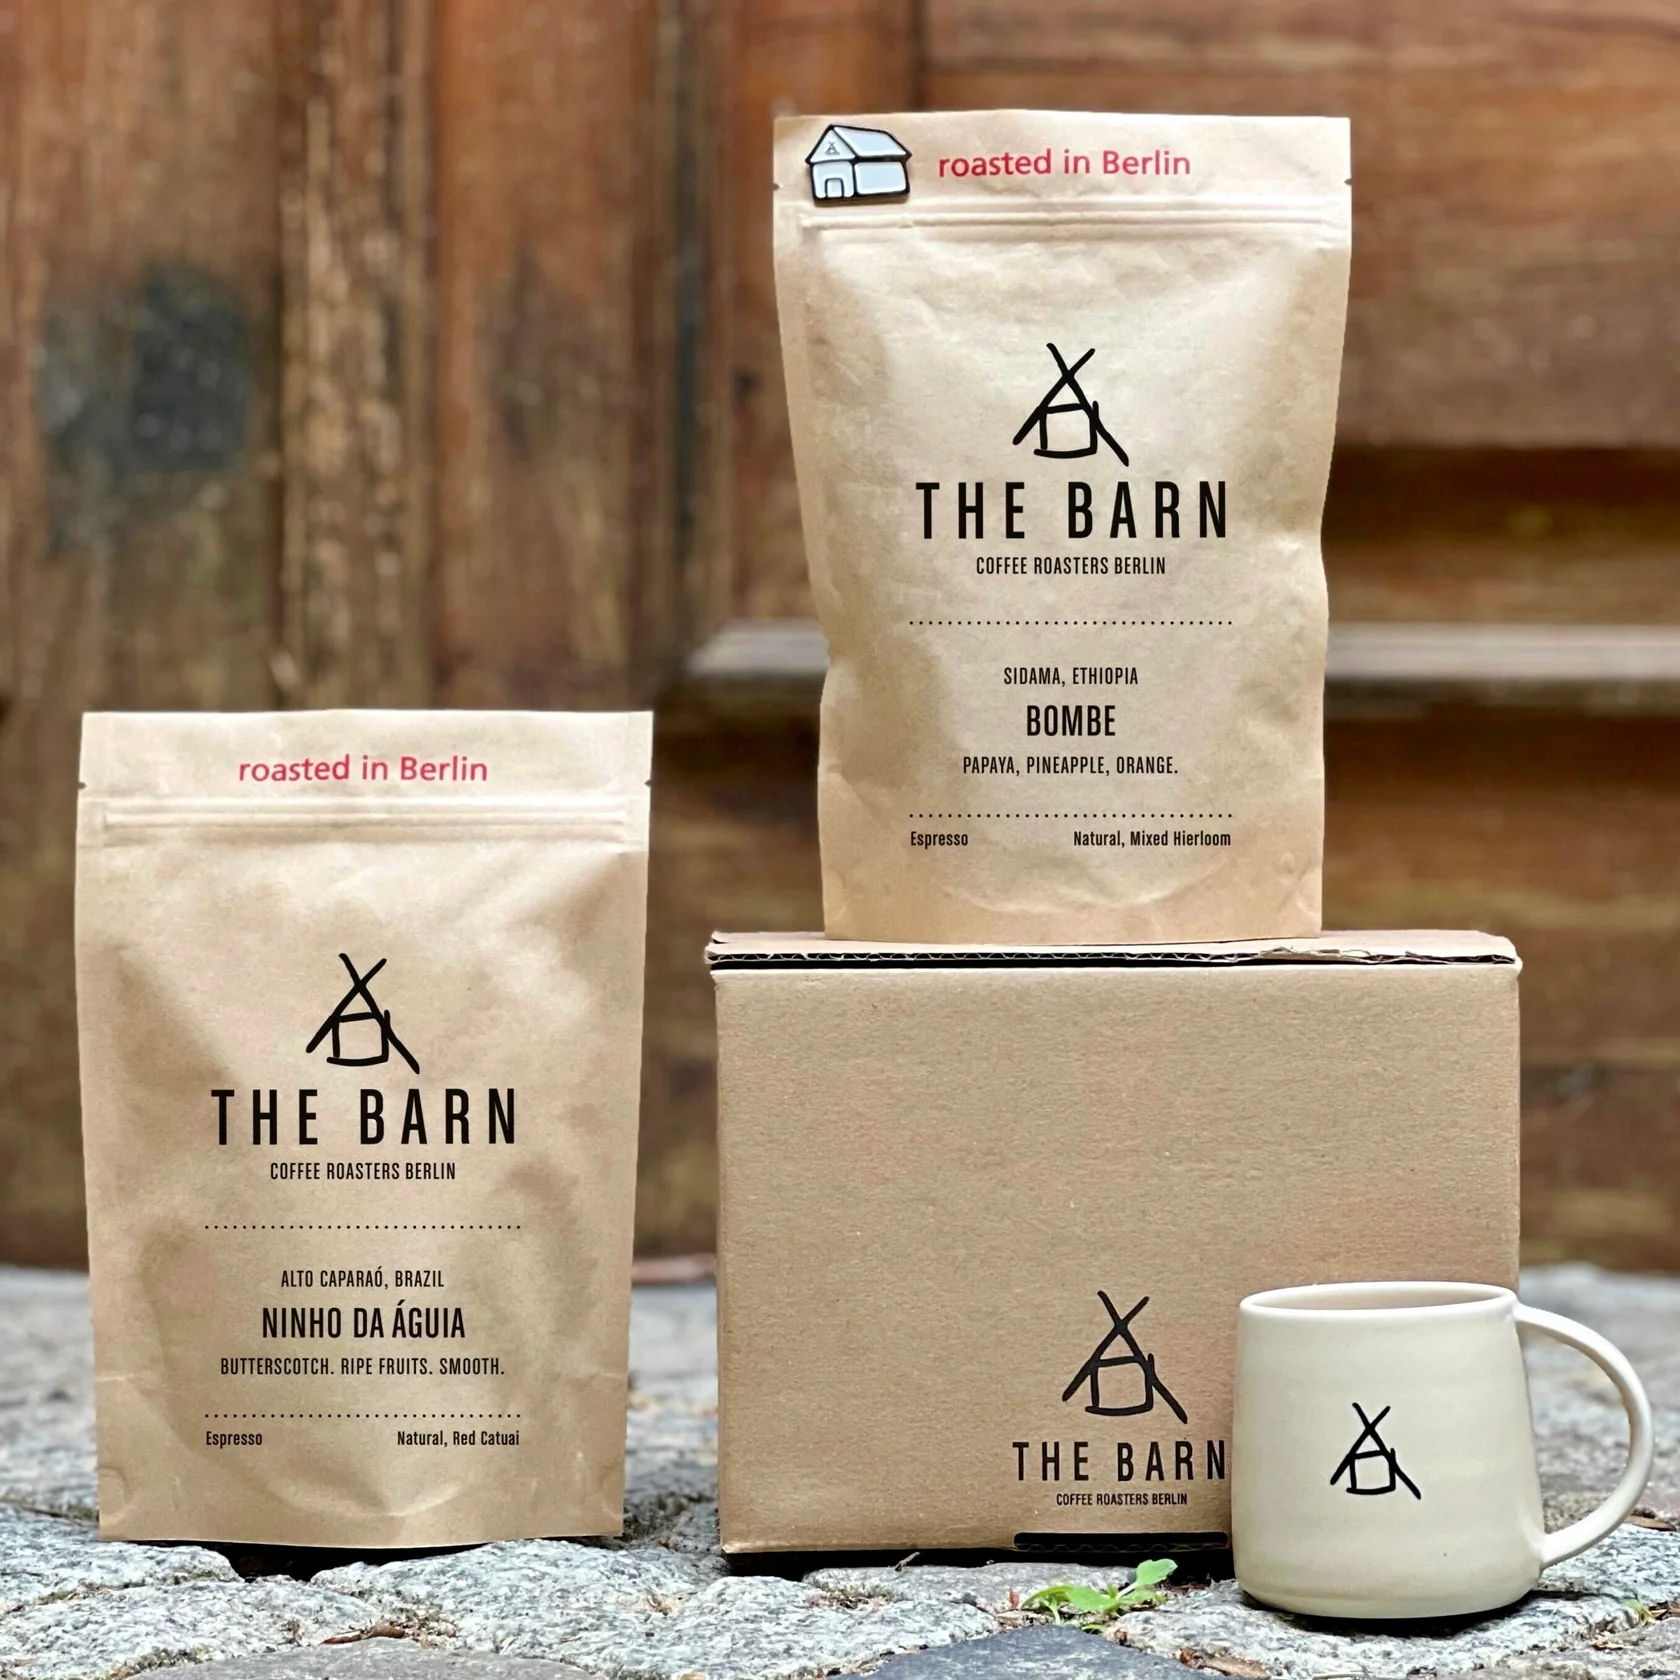 roasted in Berlin
THE BARN
COFFEE ROASTERS BERLIN
SIDAMA, ETHIOPIA
BOMBE
PAPAYA, PINEAPPLE, ORANGE.
Espresso Natural, Mixed Hierloom
roasted in Berlin
THE BARN
COFFEE ROASTERS BERLIN
ALTO CAPARAÓ, BRAZIL
NINHO DA ÁGUIA
BUTTERSCOTCH. RIPE FRUITS. SMOOTH.
Espresso Natural, Red Catuai
THE BARN
COFFEE ROASTERS BERLIN